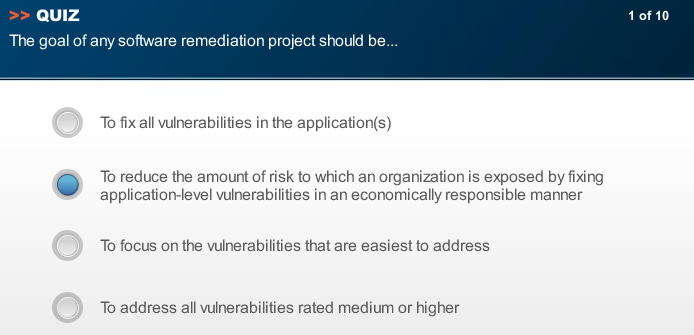 >> QUIZ
1 of 10
The goal of any software remediation project should be...
To fix all vulnerabilities in the application(s)
To reduce the amount of risk to which an organization is exposed by fixing
application-level vulnerabilities in an economically responsible manner
To focus on the vulnerabilities that are easiest to address
To address all vulnerabilities rated medium or higher